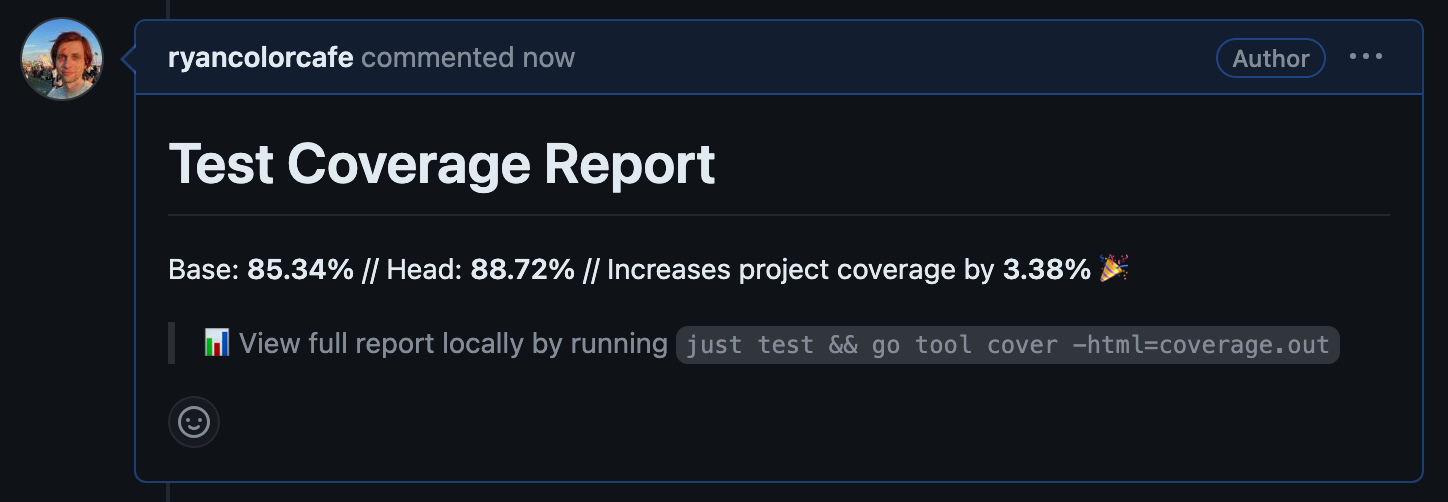 ryancolorcafe commented now Author
Test Coverage Report
Base: 85.34% // Head: 88.72% // Increases project coverage by 3.38% 🎉
📊 View full report locally by running just test && go tool cover -html=coverage.out